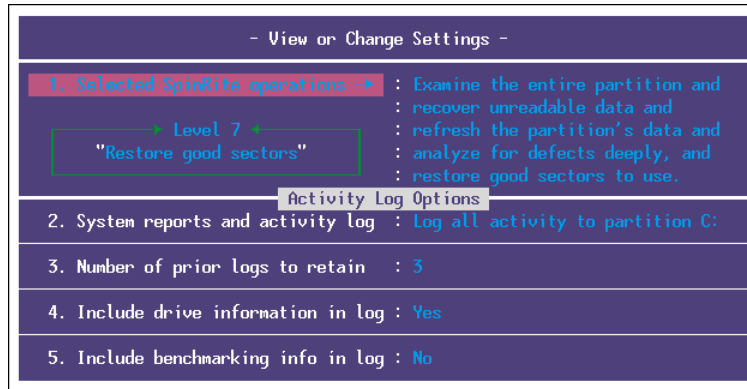 - View or Change Settings -
1. Selected SpinRite operations → : Examine the entire partition and
: recover unreadable data and
→ Level 7 ← : refresh the partition's data and
"Restore good sectors" : analyze for defects deeply, and
: restore good sectors to use.
Activity Log Options
2. System reports and activity log : Log all activity to partition C:
3. Number of prior logs to retain : 3
4. Include drive information in log : Yes
5. Include benchmarking info in log : No